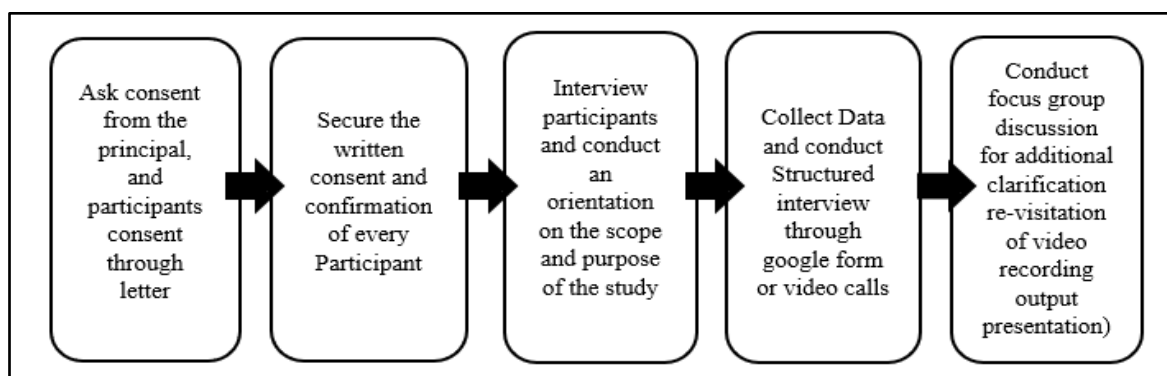 Ask consent
from the
principal,
and
participants
consent
through
letter
Secure the
written
consent and
confirmation
of every
Participant
Interview
participants
and conduct
an
orientation
on the scope
and purpose
of the study
Collect Data
and conduct
Structured
interview
through
google form
or video calls
Conduct
focus group
discussion
for additional
clarification
re-visitation
of video
recording
output
presentation)